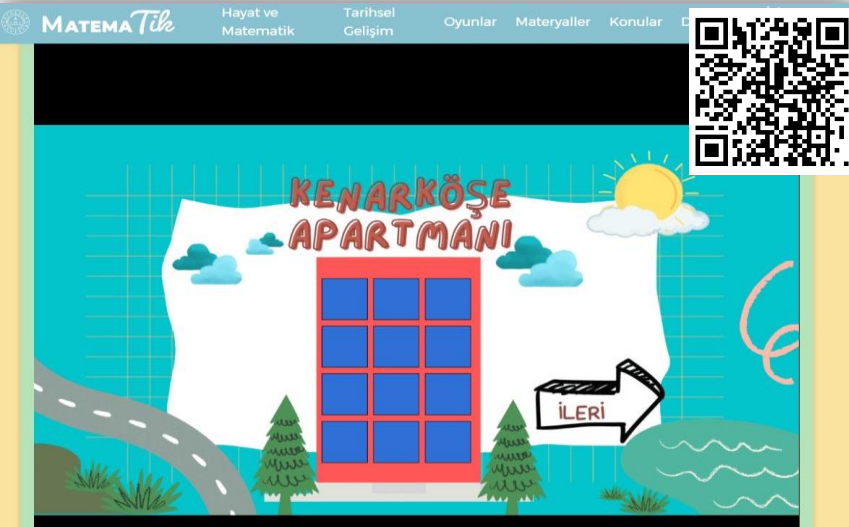 MATEMATik
Hayat ve
Matematik
Tarihsel
Gelişim
Oyunlar
Materyaller
Konular
KENARKÖŞE
APARTMANI
İLERİ